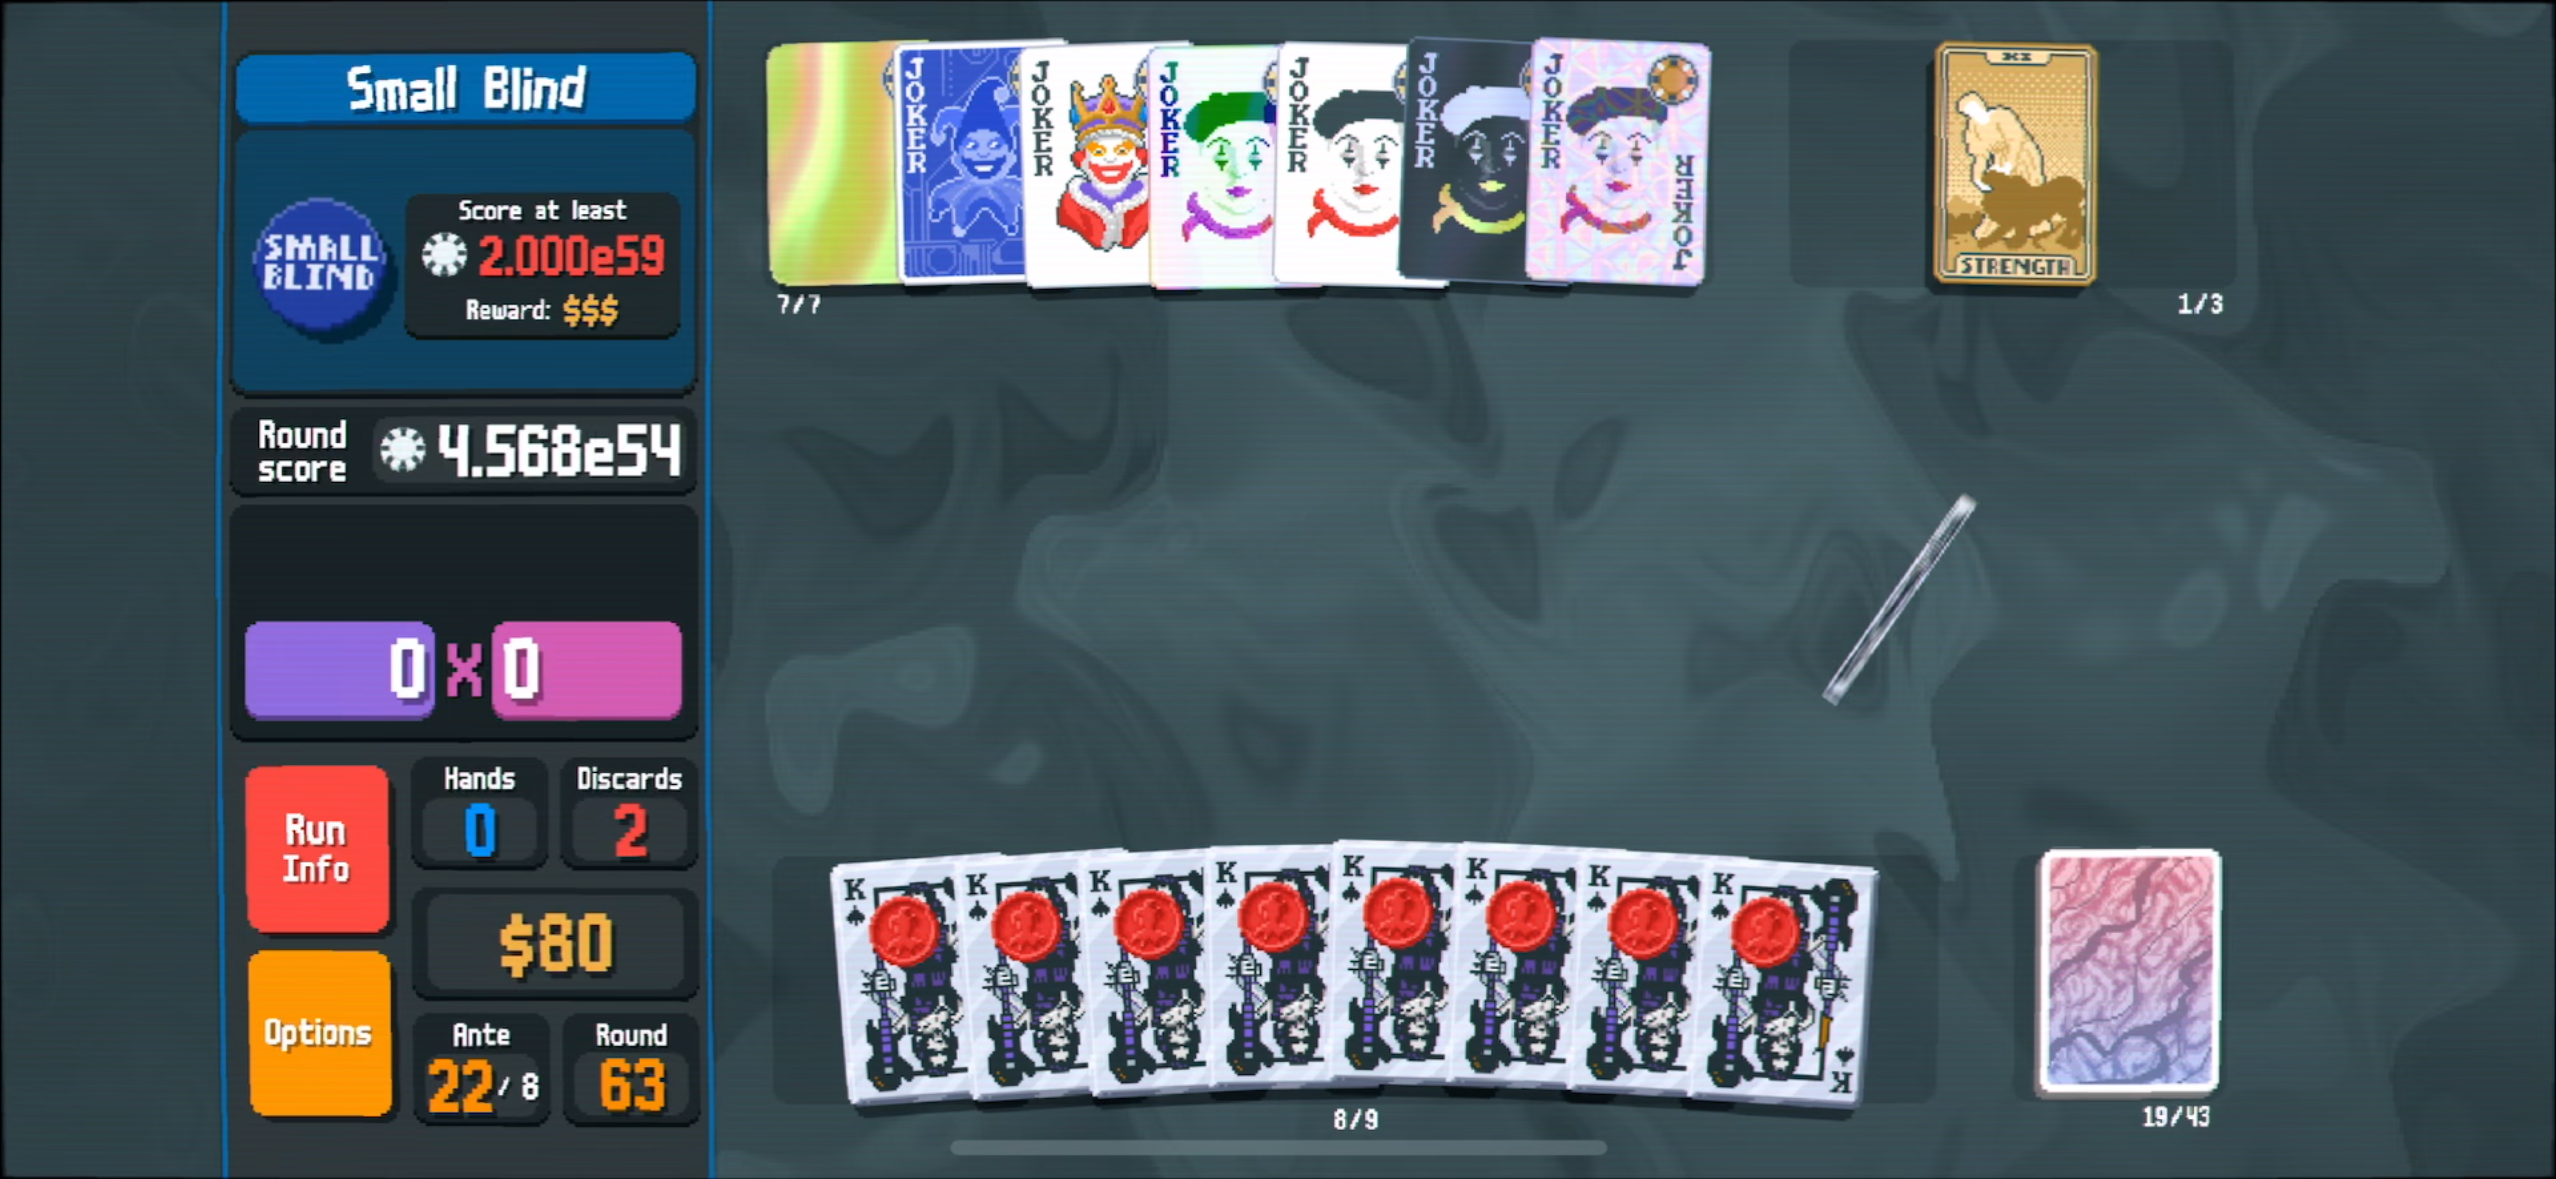 Small Blind
SMALL
BLIND
Score at least
2.000e59
Reward: $$$
Round
score
4.568e54
0 X 0
Run
Info
Options
Hands
0
Discards
2
$80
Ante
22/8
Round
63
JOKER
JOKER
JOKER
JOKER
JOKER
JOKER
JOKER
7/7
XI
STRENGTH
1/3
K
K
K
K
K
K
K
K
K
8/9
19/43